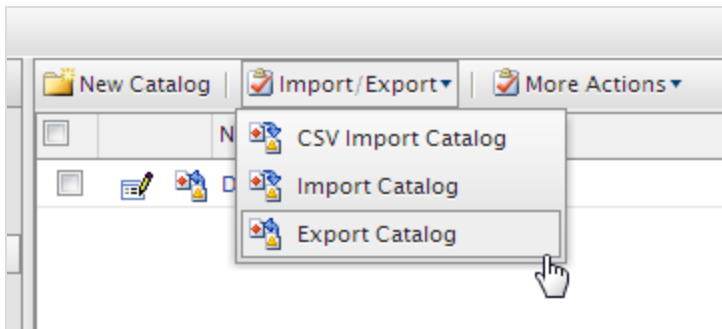 New Catalog | Import/Export | More Actions
N
CSV Import Catalog
D
Import Catalog
Export Catalog